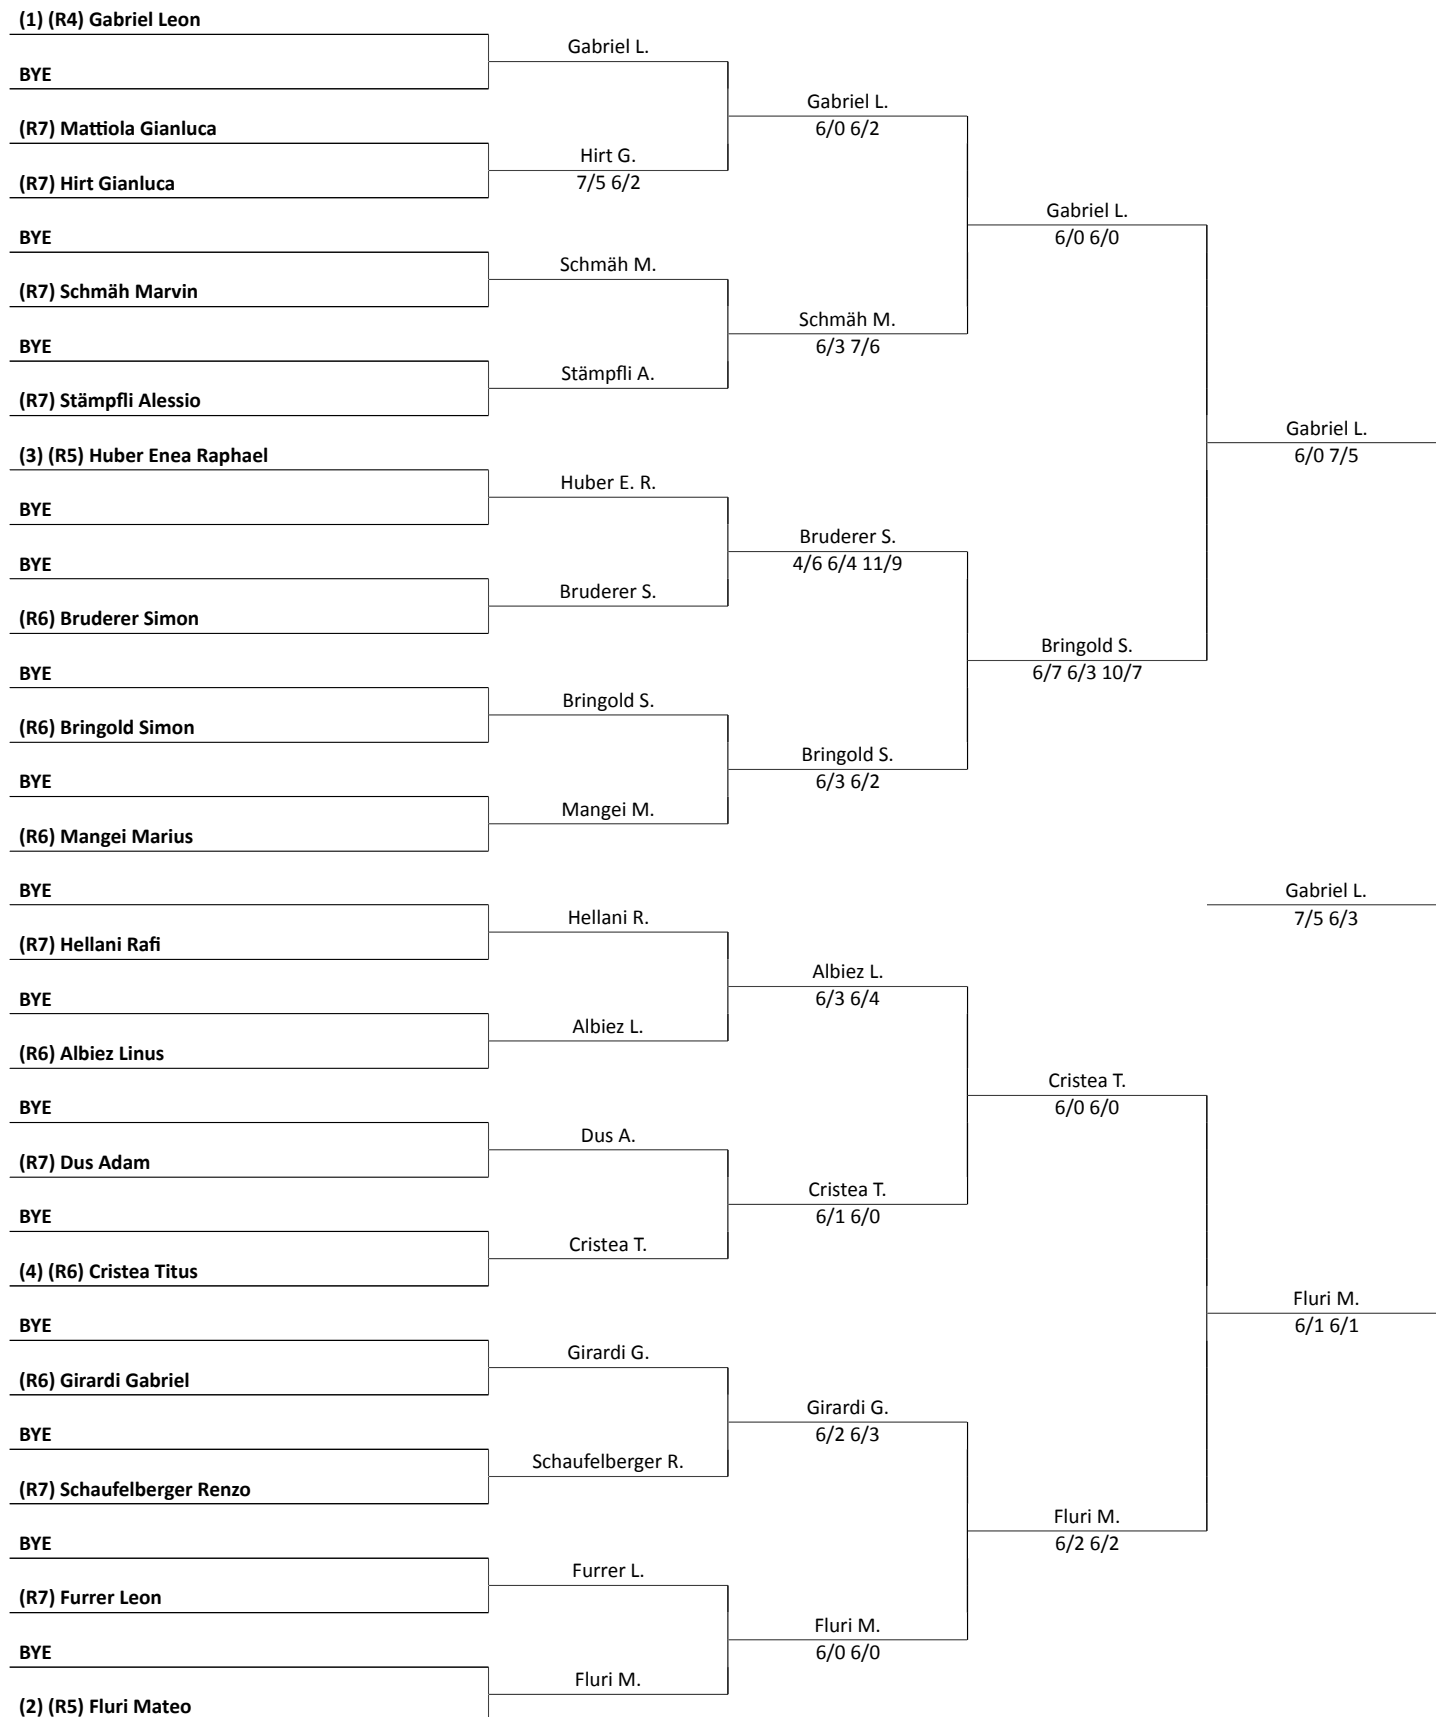 (1) (R4) Gabriel Leon
BYE
(R7) Mattiola Gianluca
(R7) Hirt Gianluca
BYE
(R7) Schmäh Marvin
BYE
(R7) Stämpfli Alessio
(3) (R5) Huber Enea Raphael
BYE
BYE
(R6) Bruderer Simon
BYE
(R6) Bringold Simon
BYE
(R6) Mangei Marius
BYE
(R7) Hellani Rafi
BYE
(R6) Albiez Linus
BYE
(R7) Dus Adam
BYE
(4) (R6) Cristea Titus
BYE
(R6) Girardi Gabriel
BYE
(R7) Schaufelberger Renzo
BYE
(R7) Furrer Leon
BYE
(2) (R5) Fluri Mateo
Gabriel L.
Hirt G.
7/5 6/2
Schmäh M.
Stämpfli A.
Huber E. R.
Bruderer S.
Bringold S.
Mangei M.
Hellani R.
Albiez L.
Dus A.
Cristea T.
Girardi G.
Schaufelberger R.
Furrer L.
Fluri M.
Gabriel L.
6/0 6/2
Schmäh M.
6/3 7/6
Bruderer S.
4/6 6/4 11/9
Bringold S.
6/3 6/2
Albiez L.
6/3 6/4
Cristea T.
6/1 6/0
Girardi G.
6/2 6/3
Fluri M.
6/0 6/0
Gabriel L.
6/0 6/0
Bringold S.
6/7 6/3 10/7
Cristea T.
6/0 6/0
Fluri M.
6/2 6/2
Gabriel L.
6/0 7/5
Gabriel L.
7/5 6/3
Fluri M.
6/1 6/1